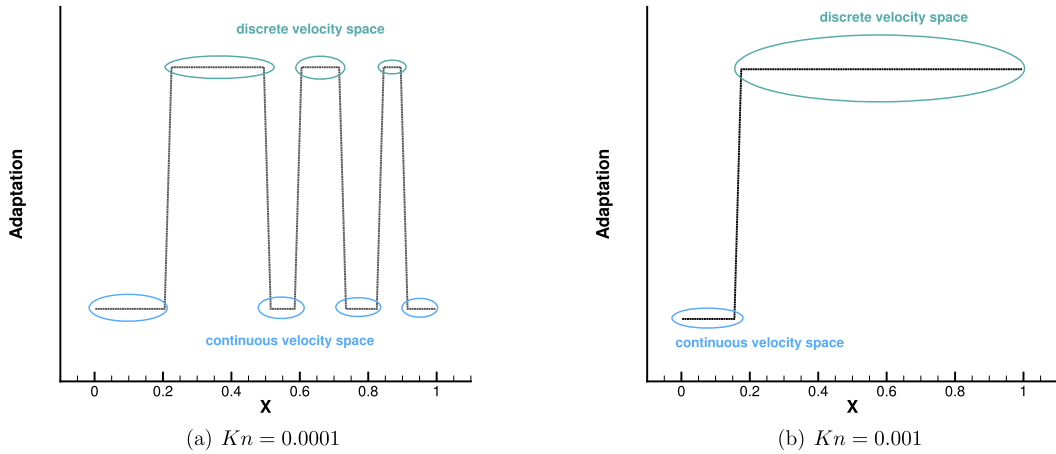 discrete velocity space
Adaptation
continuous velocity space
0 0.2 0.4 0.6 0.8 1
X
(a) Kn = 0.0001
discrete velocity space
Adaptation
continuous velocity space
0 0.2 0.4 0.6 0.8 1
X
(b) Kn = 0.001